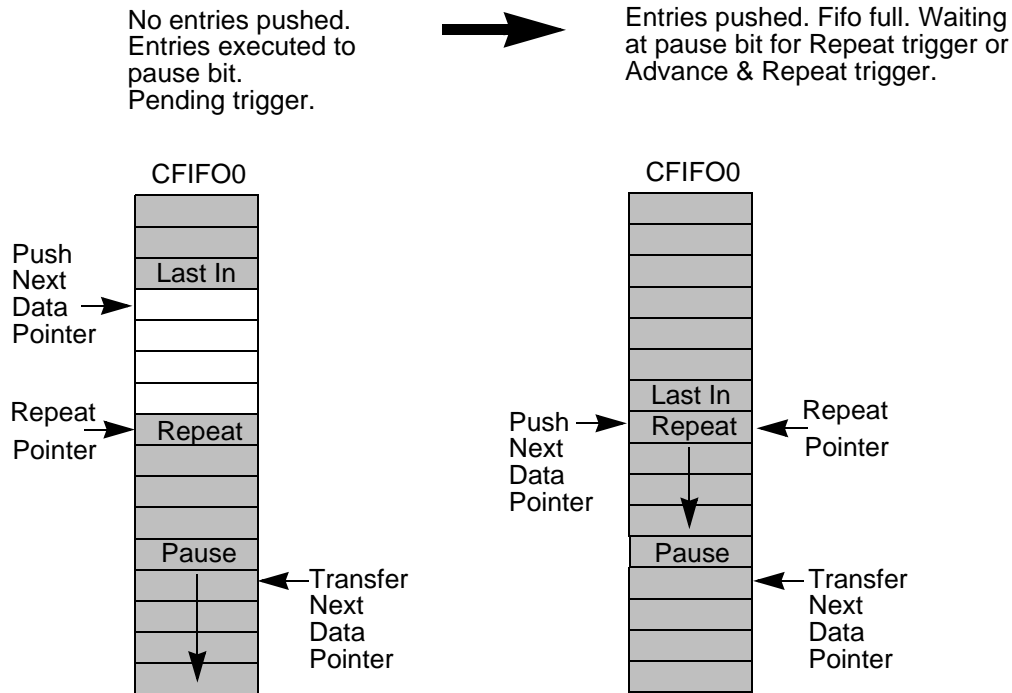 No entries pushed.
Entries executed to
pause bit.
Pending trigger.
Entries pushed. Fifo full. Waiting
at pause bit for Repeat trigger or
Advance & Repeat trigger.
CFIFO0
Push
Next
Data
Pointer
Last In
Repeat
Pointer
Repeat
Pause
Transfer
Next
Data
Pointer
CFIFO0
Last In
Push
Next
Data
Pointer
Repeat
Repeat
Pointer
Pause
Transfer
Next
Data
Pointer